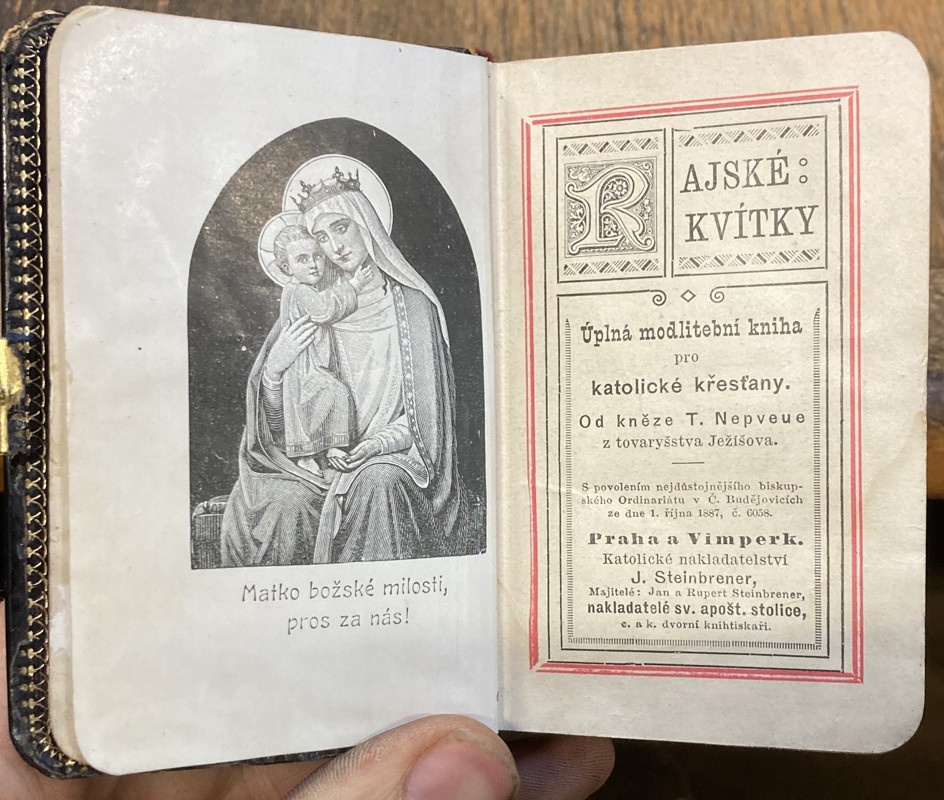 Matko božské milosti,
pros za nás!
RAJSKÉ:
KVÍTKY
Úplná modlitební kniha
pro
katolické křesťany.
Od kněze T. Nepveue
z tovaryšstva Ježíšova.
S povolením nejdůstojnějšího biskup-
ského Ordinariátu v Č. Budějovicích
ze dne 1. října 1887, č. 6058.
Praha a Vimperk.
Katolické nakladatelství
J. Steinbrener,
Majitelé: Jan a Rupert Steinbrener,
nakladatelé sv. apošt. stolice,
c. a k. dvorní knihtiskaři.